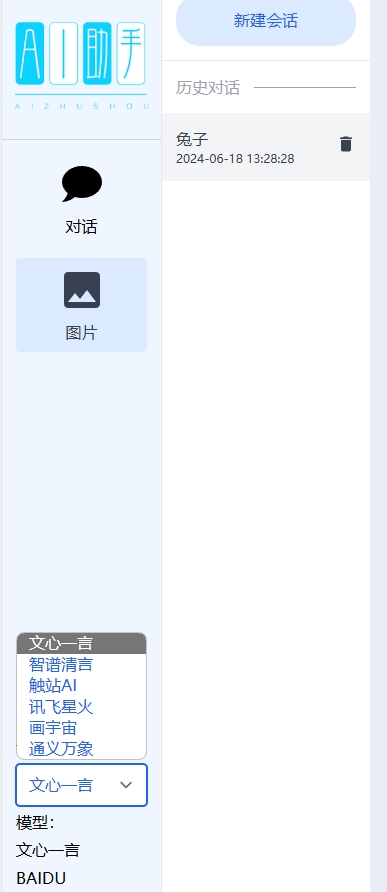 AI助手
AIZHUSHOU
对话
图片
文心一言
智谱清言
触站AI
讯飞星火
画宇宙
通义万象
文心一言
模型：
文心一言
BAIDU
新建会话
历史对话
兔子
2024-06-18 13:28:28